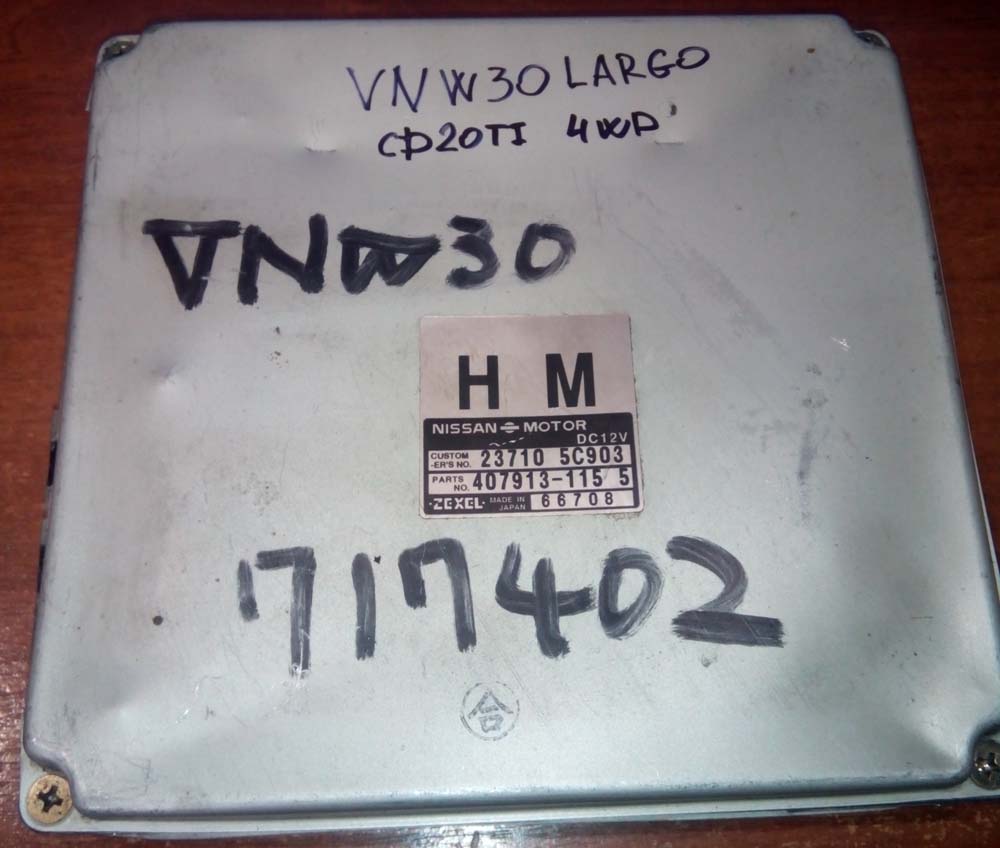 VNW30 LARGO
CD20TI 4WD
VNW30
H M
NISSAN MOTOR
DC12V
CUSTOM
-ER'S NO. 23710 5C903
PARTS
NO. 407913-115 5
·ZEXEL· MADE IN
JAPAN 66708
717402
合